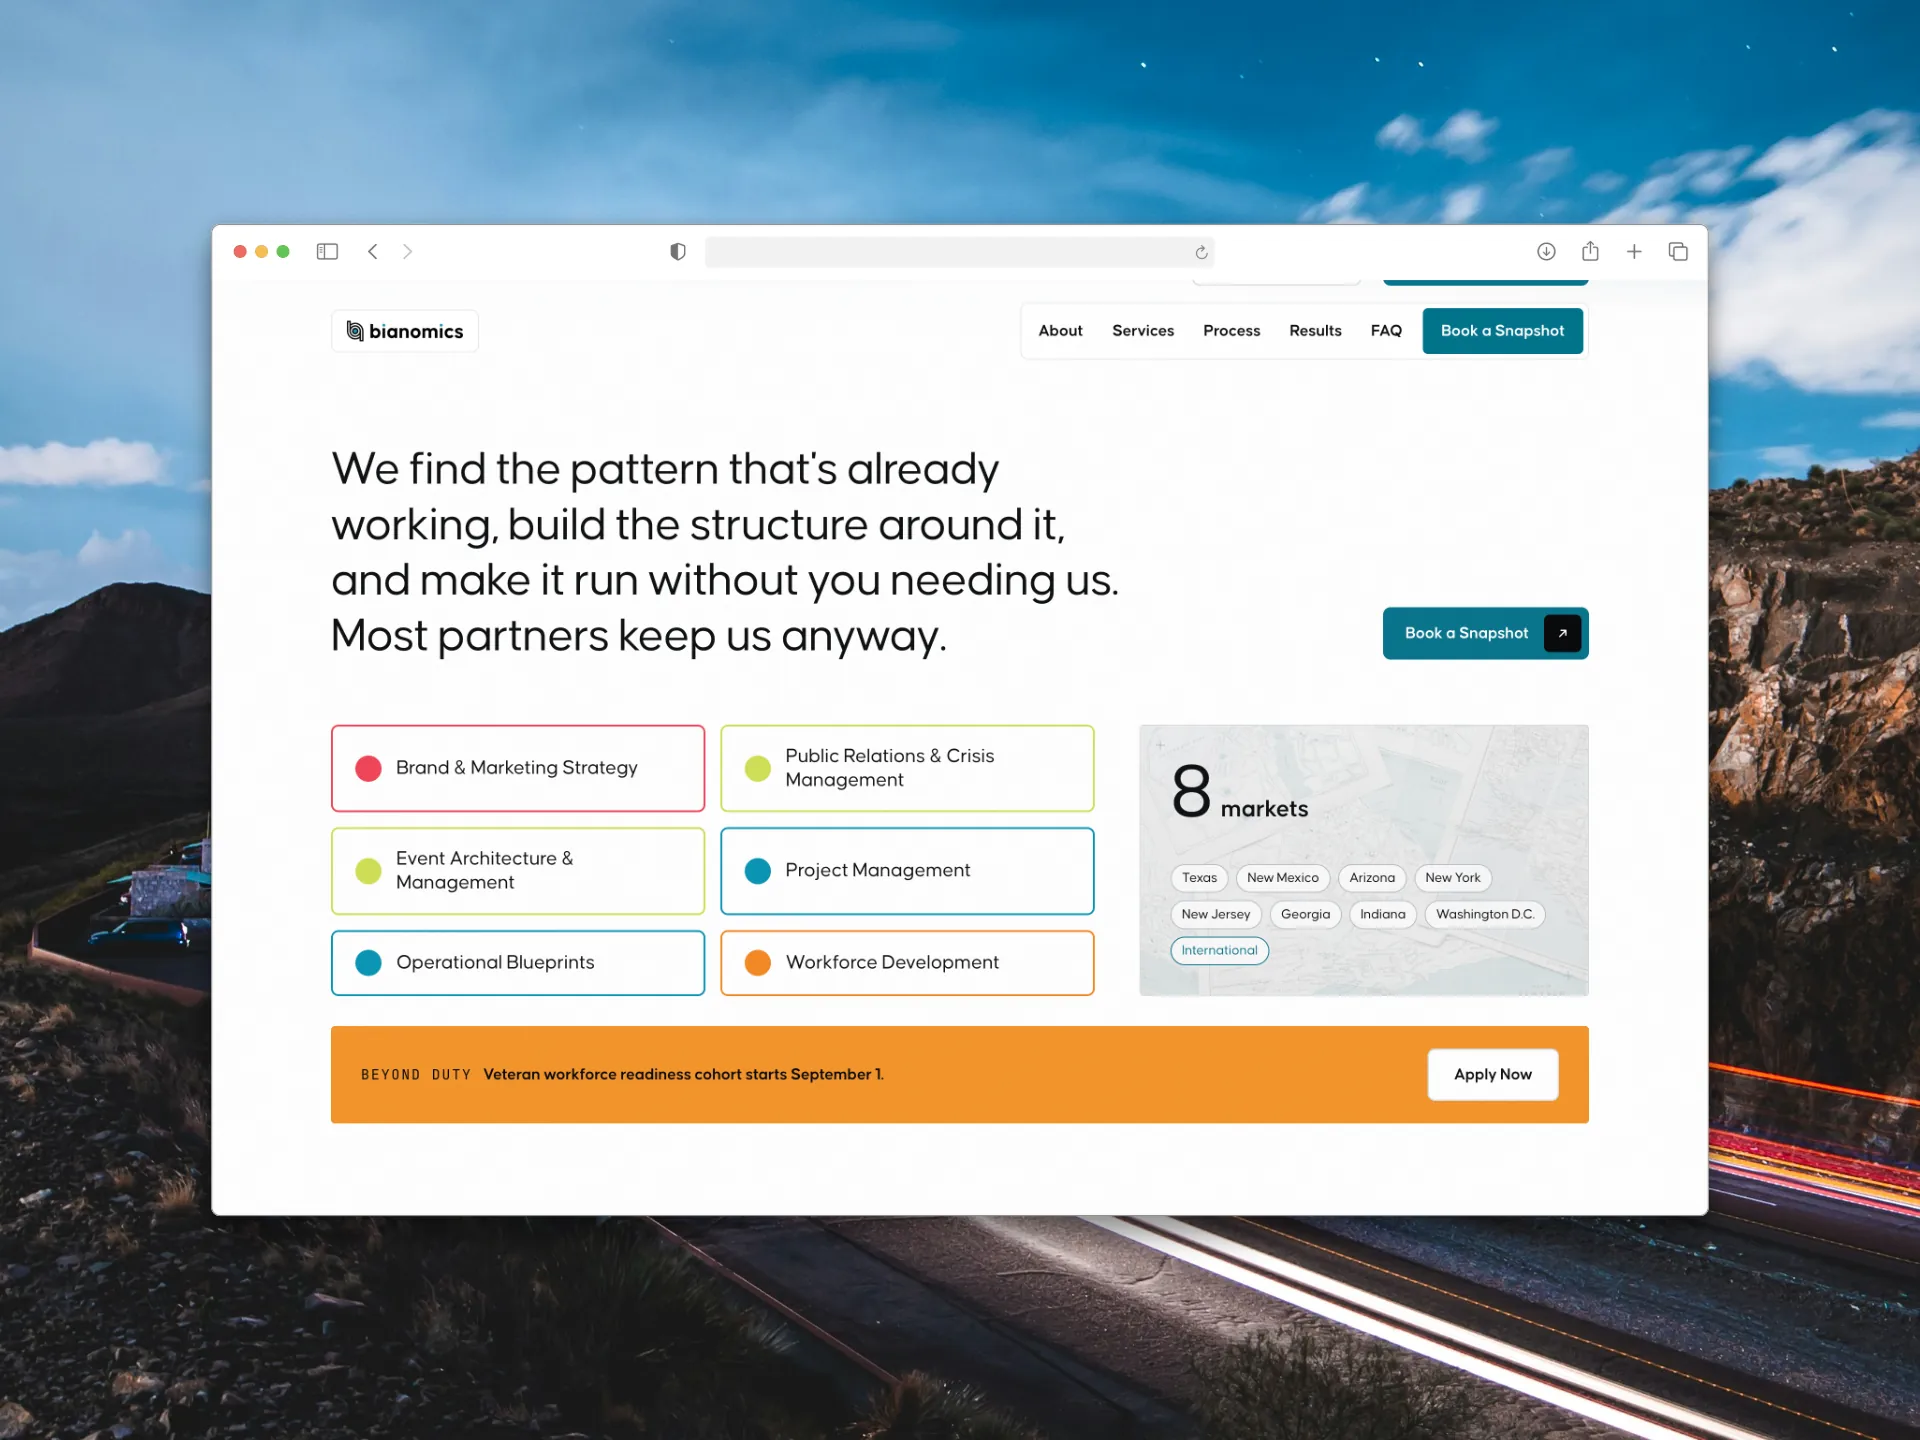 bianomics
About Services Process Results FAQ Book a Snapshot
We find the pattern that's already
working, build the structure around it,
and make it run without you needing us.
Most partners keep us anyway.
Book a Snapshot
Brand & Marketing Strategy
Public Relations & Crisis
Management
Event Architecture &
Management
Project Management
Operational Blueprints
Workforce Development
8 markets
Texas New Mexico Arizona New York
New Jersey Georgia Indiana Washington D.C.
International
BEYOND DUTY Veteran workforce readiness cohort starts September 1.
Apply Now